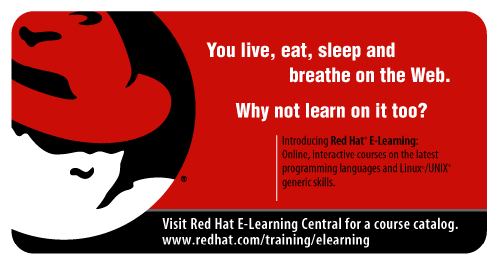 You live, eat, sleep and
breathe on the Web.
Why not learn on it too?
Introducing Red Hat® E-Learning:
Online, interactive courses on the latest
programming languages and Linux®/UNIX®
generic skills.
®
Visit Red Hat E-Learning Central for a course catalog.
www.redhat.com/training/elearning